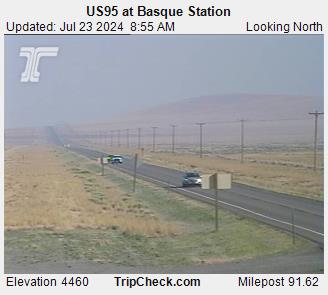 US95 at Basque Station
Updated: Jul 23 2024 8:55 AM Looking North
Elevation 4460 TripCheck.com Milepost 91.62